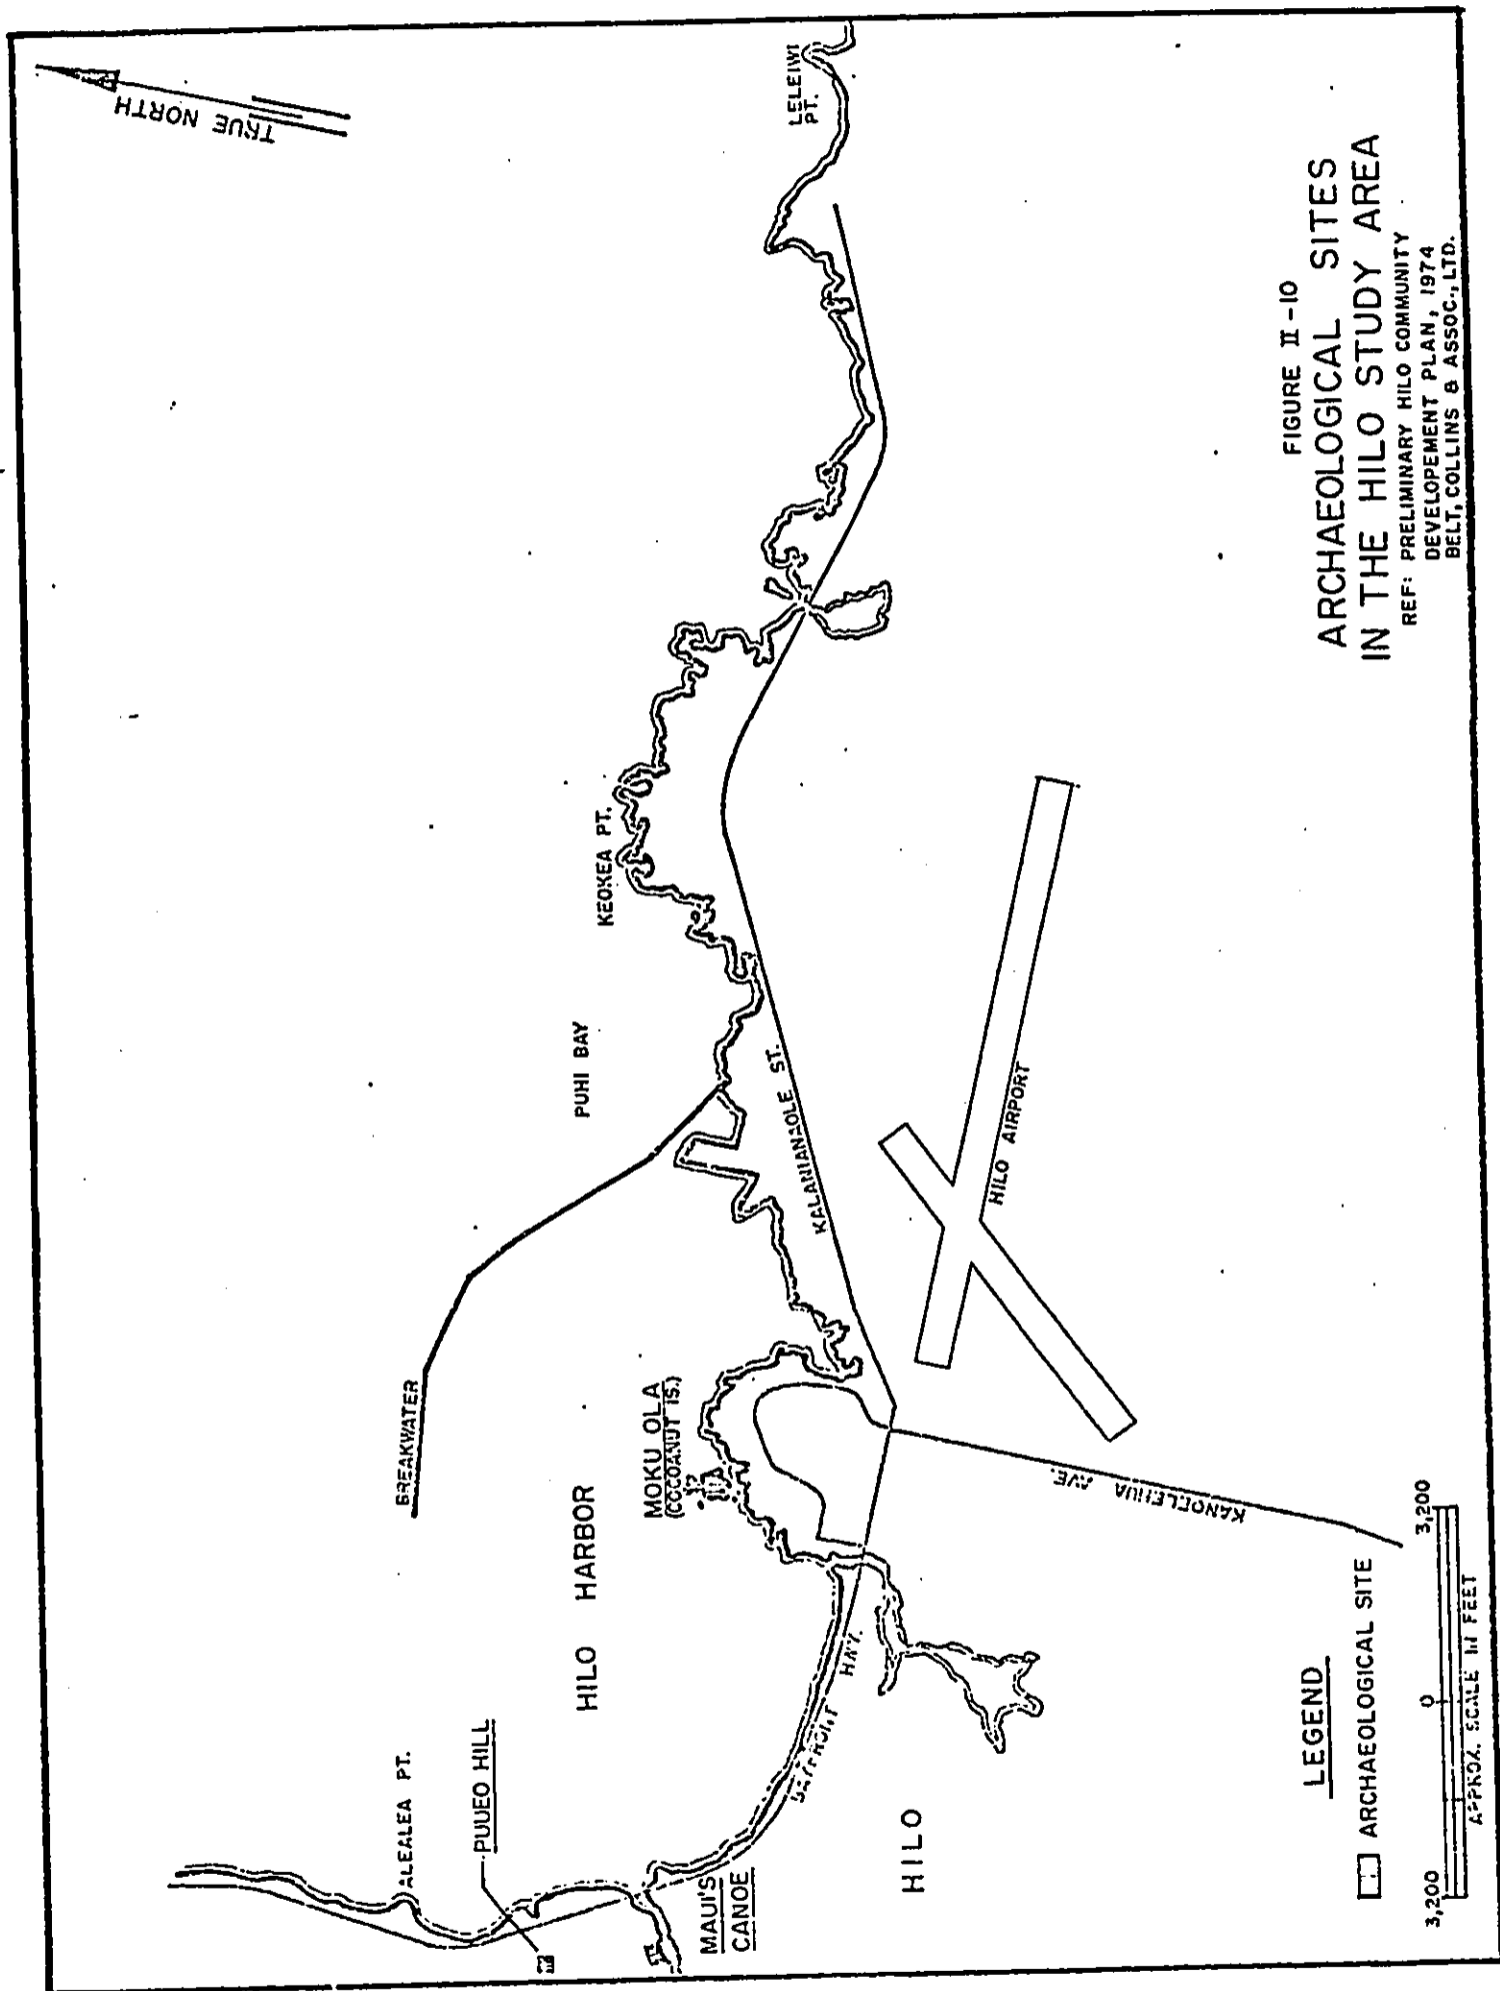 TRUE NORTH
LELEIWI
PT.
KEOKEA PT.
PUHI BAY
BREAKWATER
KALANIANAOLE ST.
HILO AIRPORT
MOKU OLA
(COCOANUT IS.)
HILO HARBOR
KANOELEHUA AVE.
ALEALEA PT.
PUUEO HILL
BAYFRONT HWY.
MAUI'S
CANOE
HILO
LEGEND
ARCHAEOLOGICAL SITE
3,200 0 3,200
APPROX. SCALE IN FEET
FIGURE II-10
ARCHAEOLOGICAL SITES
IN THE HILO STUDY AREA
REF: PRELIMINARY HILO COMMUNITY
DEVELOPEMENT PLAN, 1974
BELT, COLLINS & ASSOC., LTD.